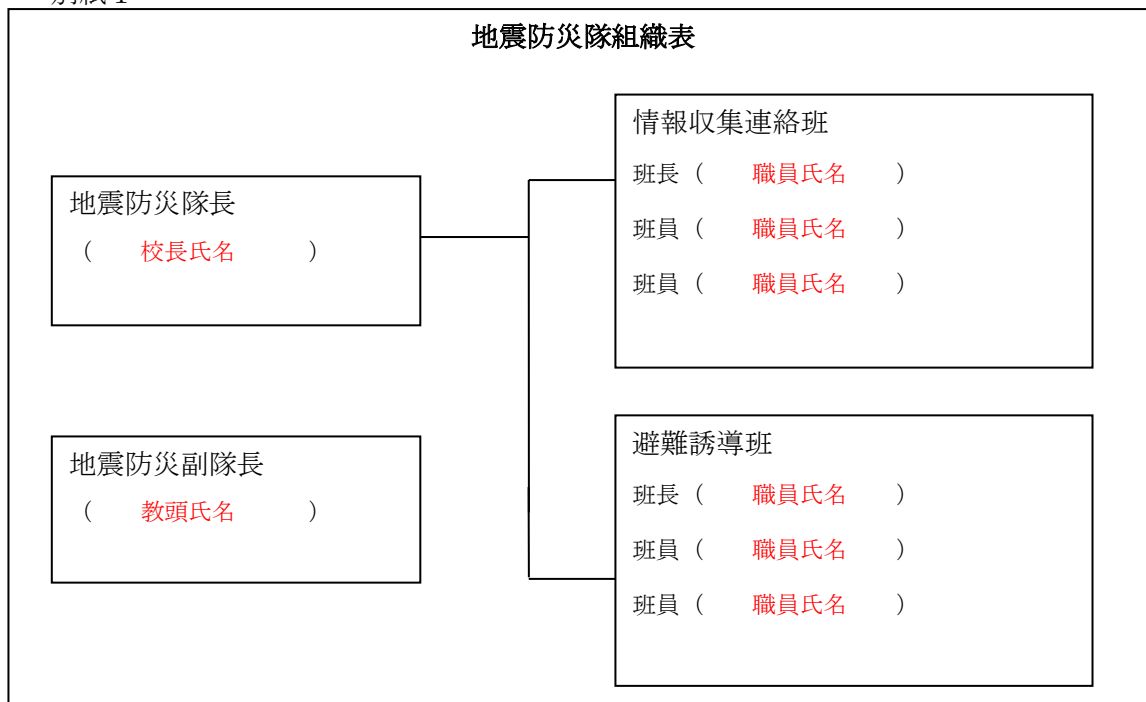 別紙1
地震防災隊組織表
地震防災隊長
（ 校長氏名 ）
地震防災副隊長
（ 教頭氏名 ）
情報収集連絡班
班長（ 職員氏名 ）
班員（ 職員氏名 ）
班員（ 職員氏名 ）
避難誘導班
班長（ 職員氏名 ）
班員（ 職員氏名 ）
班員（ 職員氏名 ）